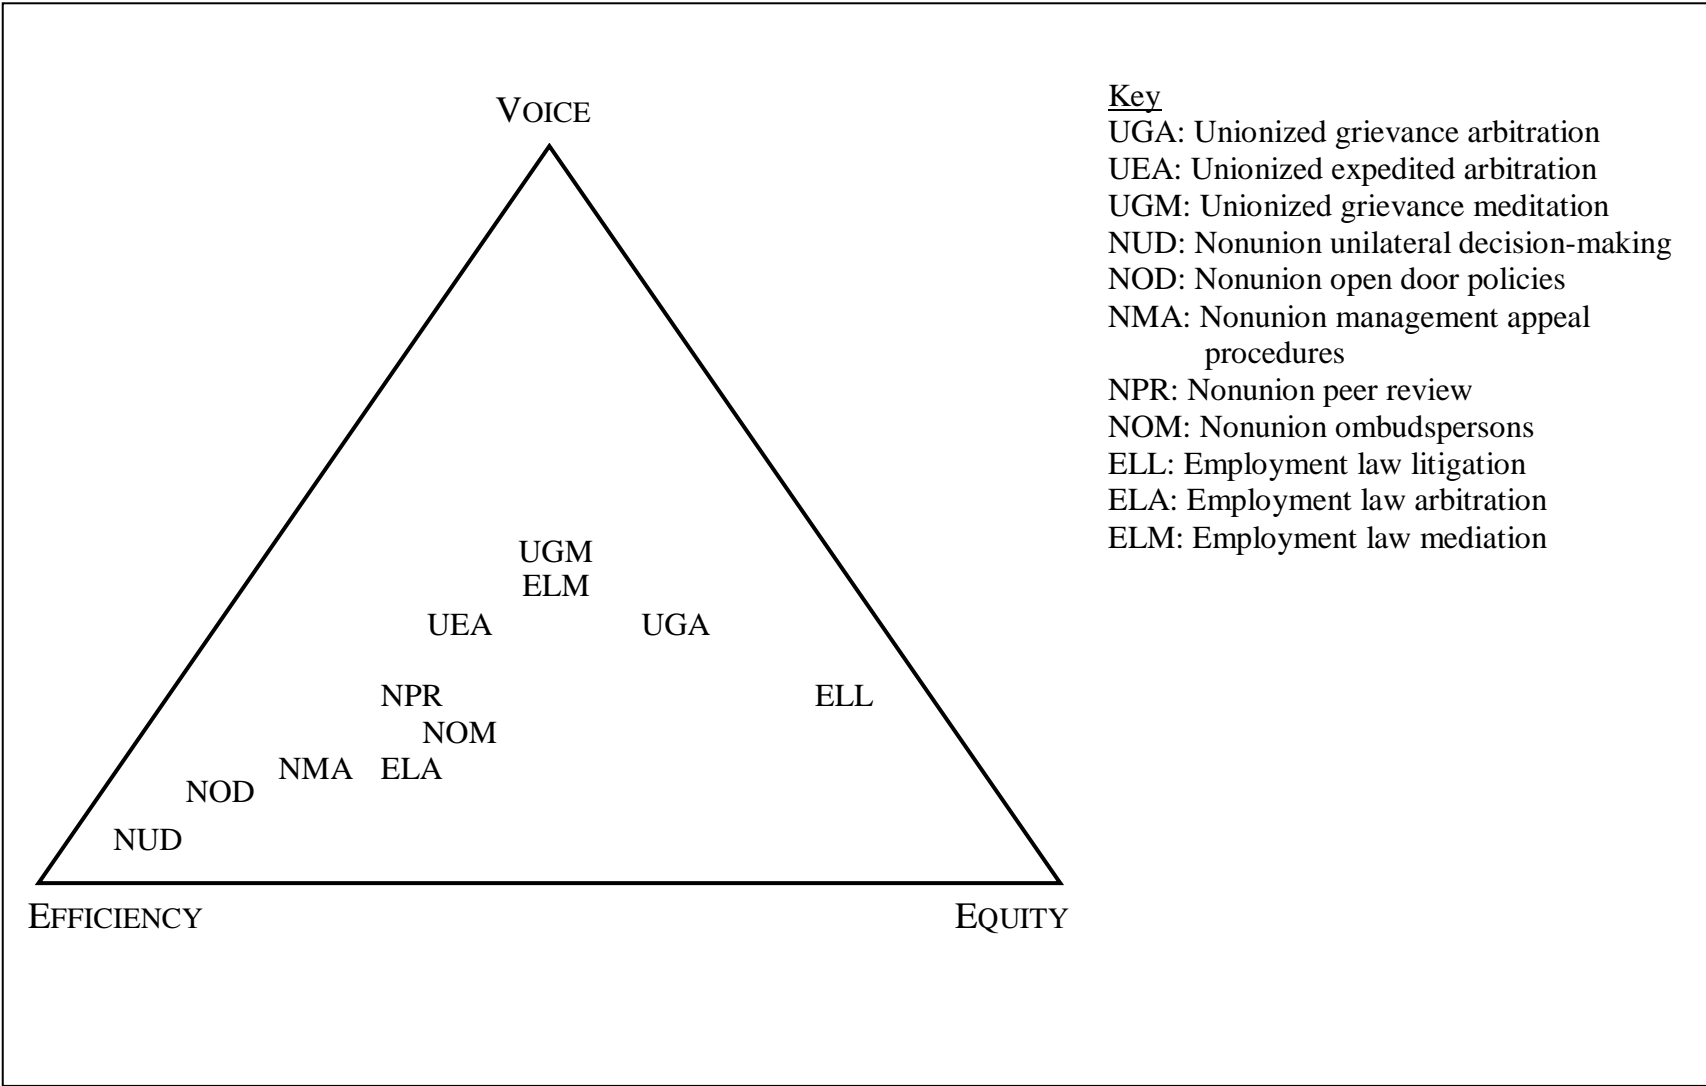 VOICE
UGM
ELM
UEA
UGA
NPR
ELL
NOM
NMA
ELA
NOD
NUD
EFFICIENCY
EQUITY
Key
UGA: Unionized grievance arbitration
UEA: Unionized expedited arbitration
UGM: Unionized grievance meditation
NUD: Nonunion unilateral decision-making
NOD: Nonunion open door policies
NMA: Nonunion management appeal
procedures
NPR: Nonunion peer review
NOM: Nonunion ombudspersons
ELL: Employment law litigation
ELA: Employment law arbitration
ELM: Employment law mediation